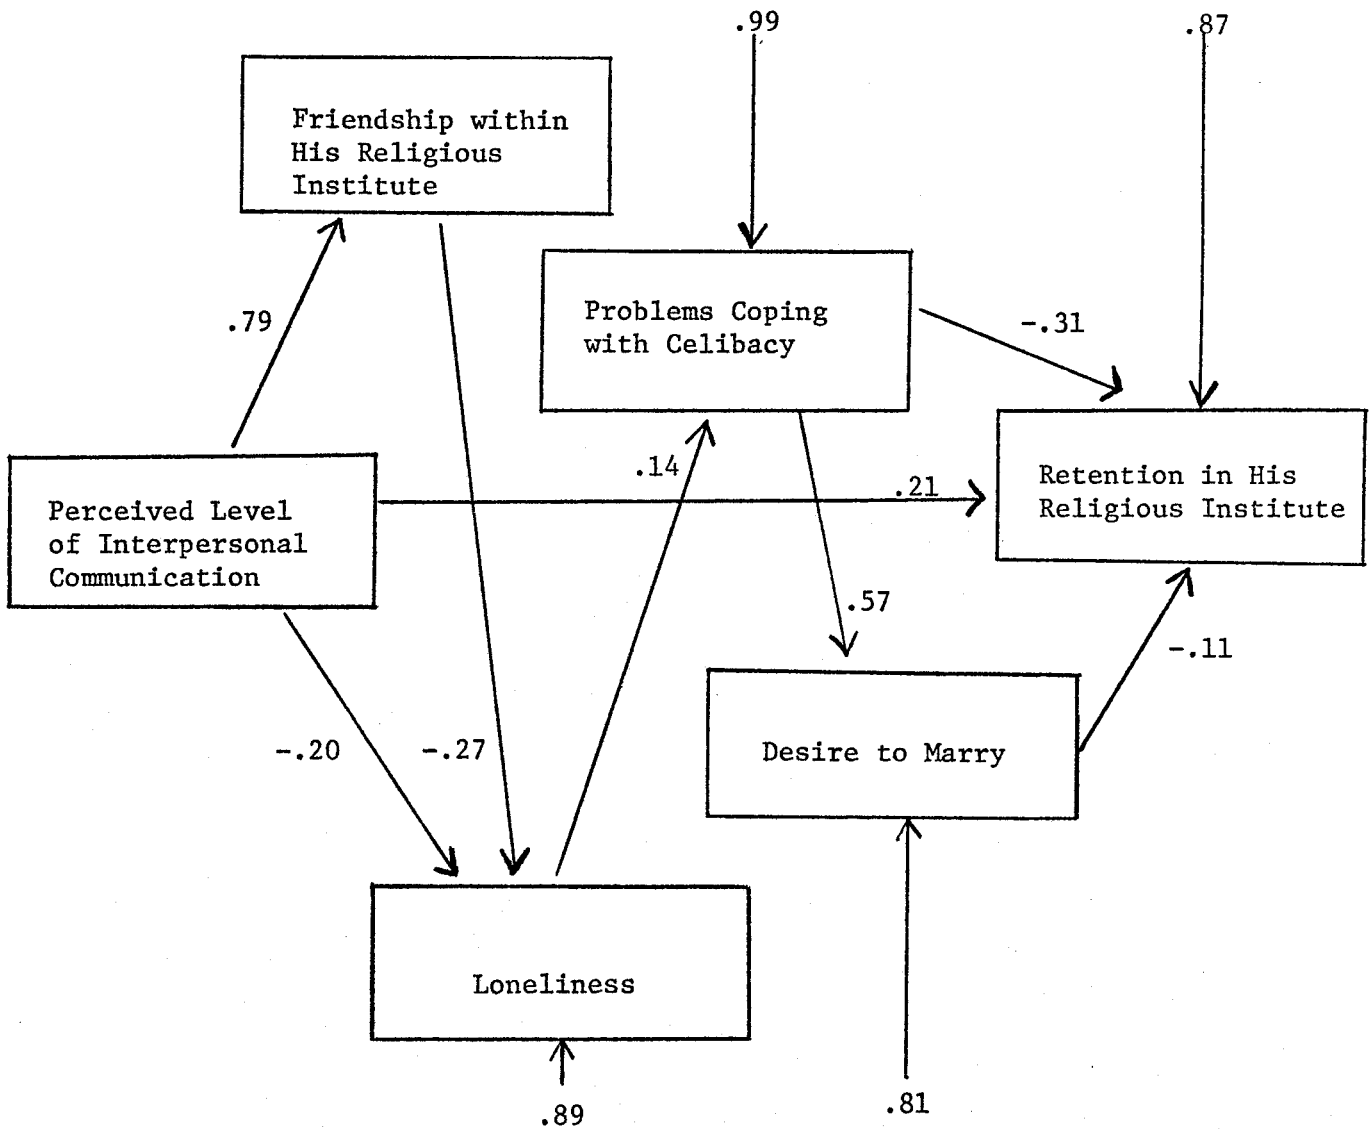 .99
.87
Friendship within
His Religious
Institute
.79
Problems Coping
with Celibacy
-.31
.14
.21
Retention in His
Religious Institute
Perceived Level
of Interpersonal
Communication
.57
-.11
-.20
-.27
Desire to Marry
Loneliness
.89
.81